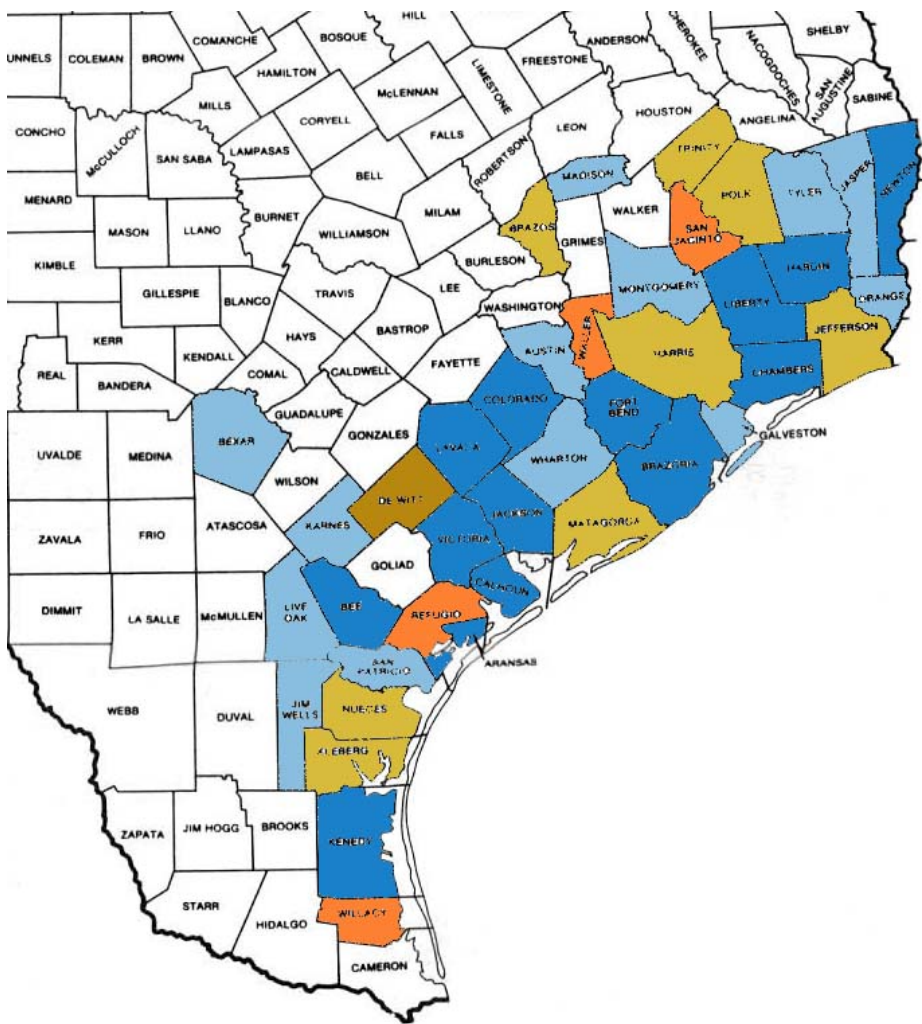 HILL
COMANCHE
BOSQUE
ANDERSON
CHEROKEE
NACOGDOCHES
SHELBY
UNNELS
COLEMAN
BROWN
HAMILTON
LIMESTONE
FREESTONE
SAN
AUGUSTINE
SABINE
MILLS
McLENNAN
CONCHO
McCULLOCH
SAN SABA
LAMPASAS
CORYELL
FALLS
LEON
HOUSTON
ANGELINA
ROBERTSON
BELL
MADISON
TRINITY
POLK
TYLER
JASPER
NEWTON
MENARD
MASON
LLANO
BURNET
WILLIAMSON
MILAM
BRAZOS
GRIMES
WALKER
SAN
JACINTO
KIMBLE
GILLESPIE
BLANCO
TRAVIS
LEE
BURLESON
WASHINGTON
MONTGOMERY
LIBERTY
HARDIN
ORANGE
KERR
KENDALL
HAYS
BASTROP
AUSTIN
WALLER
HARRIS
JEFFERSON
REAL
BANDERA
COMAL
CALDWELL
FAYETTE
COLORADO
FORT
BEND
CHAMBERS
GUADALUPE
GONZALES
UVALDE
MEDINA
BEXAR
LAVALA
WHARTON
BRAZORIA
GALVESTON
WILSON
DE WITT
ZAVALA
FRIO
ATASCOSA
KARNES
JACKSON
MATAGORDA
VICTORIA
GOLIAD
CALHOUN
DIMMIT
LA SALLE
McMULLEN
LIVE
OAK
BEE
REFUGIO
ARANSAS
SAN
PATRICIO
WEBB
DUVAL
JIM
WELLS
NUECES
KLEBERG
ZAPATA
JIM HOGG
BROOKS
KENEDY
STARR
HIDALGO
WILLACY
CAMERON